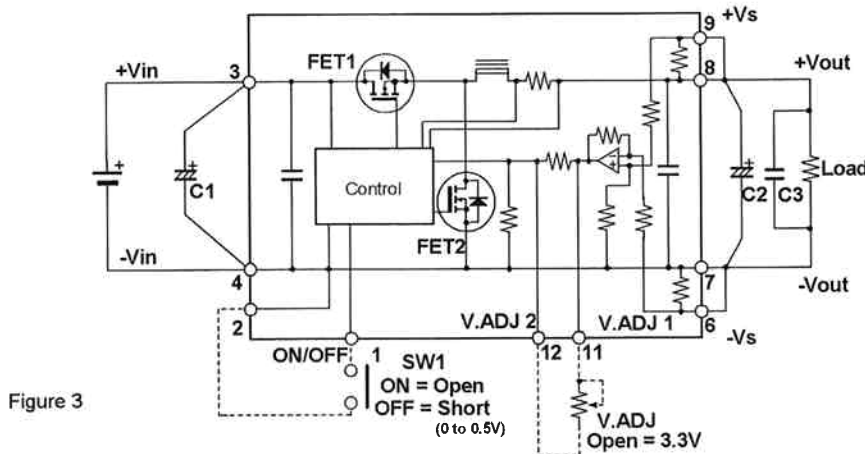 9 +Vs
FET1
+Vin 3 8 +Vout
+
+
C1
Control
-
+
+
C2
+
C3
Load
FET2
-Vin
4 7 -Vout
2
V.ADJ 2
V.ADJ 1
6 -Vs
ON/OFF 1
12 11
SW1
ON = Open
OFF = Short
(0 to 0.5V)
V.ADJ
Open = 3.3V
Figure 3